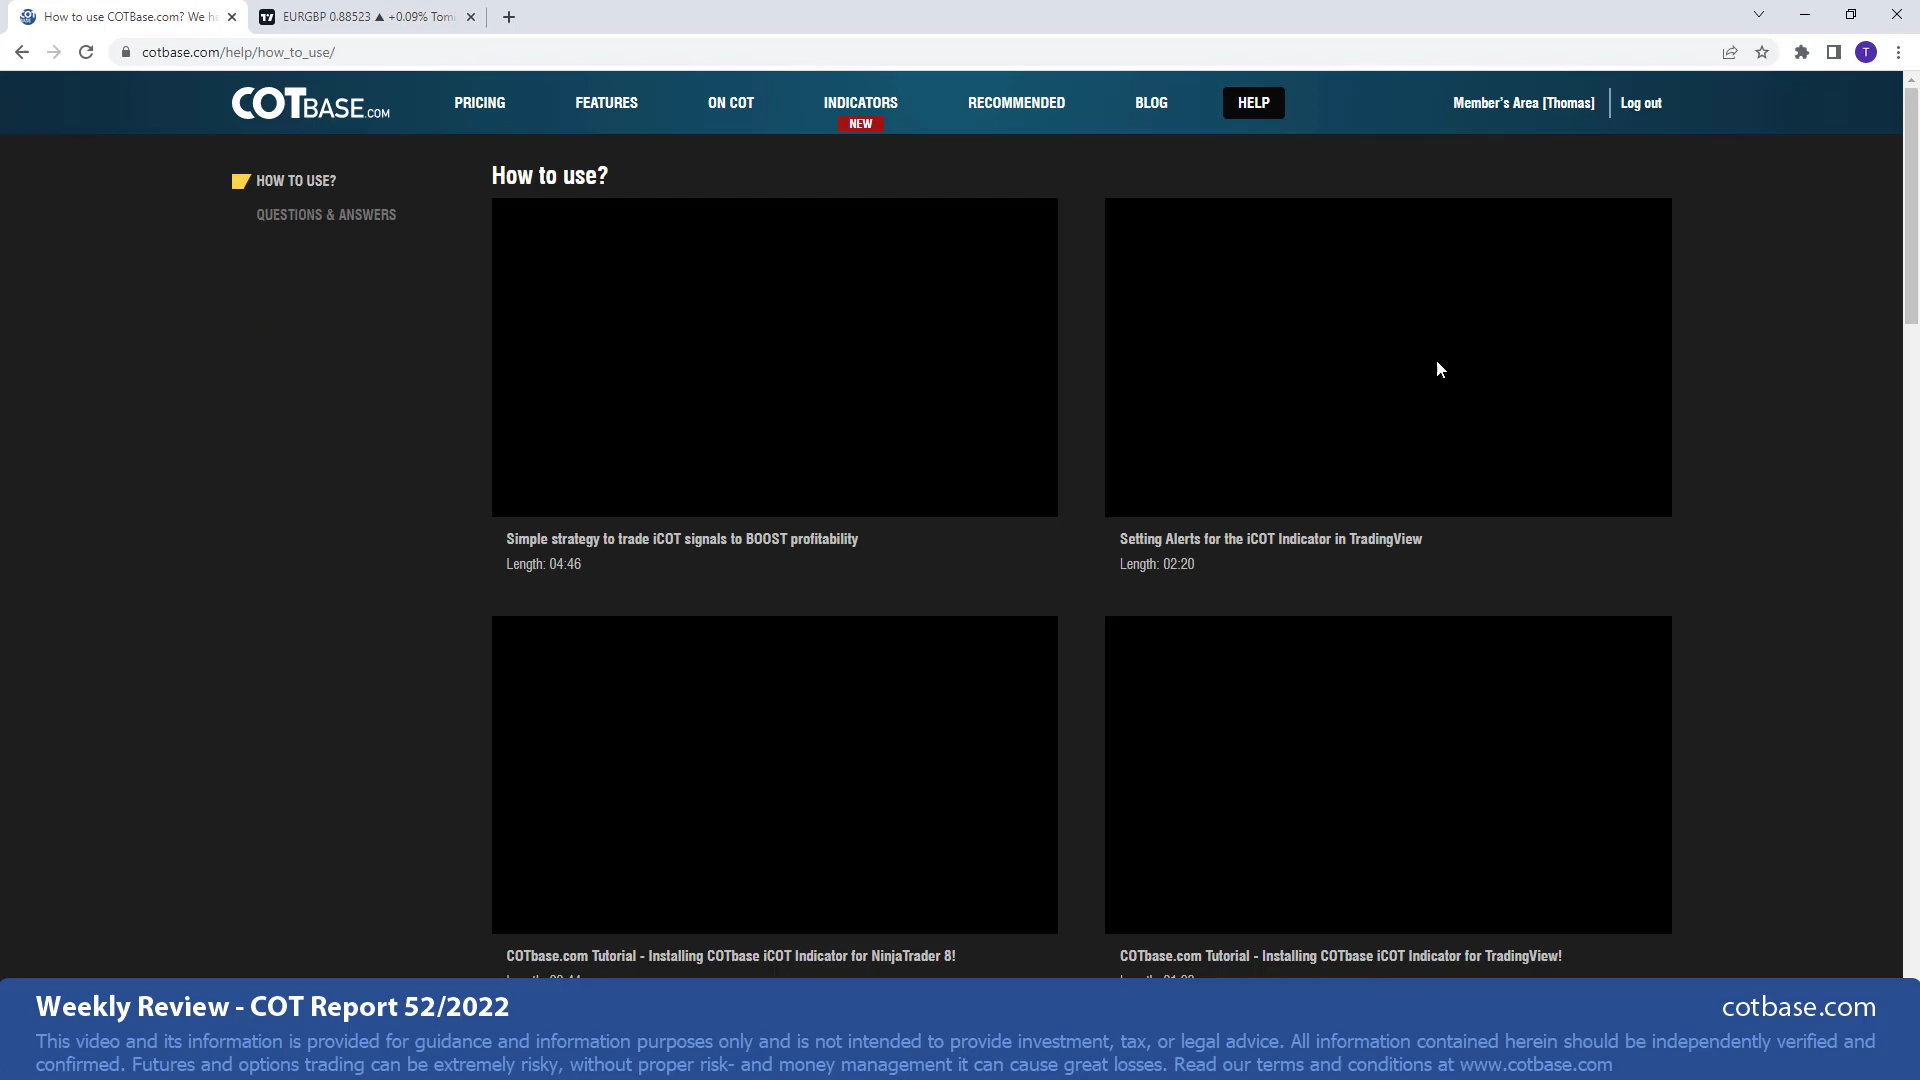 How to use COTBase.com? We he
EURGBP 0.88523 ▲ +0.09% Tom
cotbase.com/help/how_to_use/
T
COTBASE.COM
PRICING
FEATURES
ON COT
INDICATORS
NEW
RECOMMENDED
BLOG
HELP
Member's Area [Thomas]
Log out
HOW TO USE?
QUESTIONS & ANSWERS
How to use?
Simple strategy to trade iCOT signals to BOOST profitability
Length: 04:46
Setting Alerts for the iCOT Indicator in TradingView
Length: 02:20
COTbase.com Tutorial - Installing COTbase iCOT Indicator for NinjaTrader 8!
COTbase.com Tutorial - Installing COTbase iCOT Indicator for TradingView!
Weekly Review - COT Report 52/2022
cotbase.com
This video and its information is provided for guidance and information purposes only and is not intended to provide investment, tax, or legal advice. All information contained herein should be independently verified and
confirmed. Futures and options trading can be extremely risky, without proper risk- and money management it can cause great losses. Read our terms and conditions at www.cotbase.com